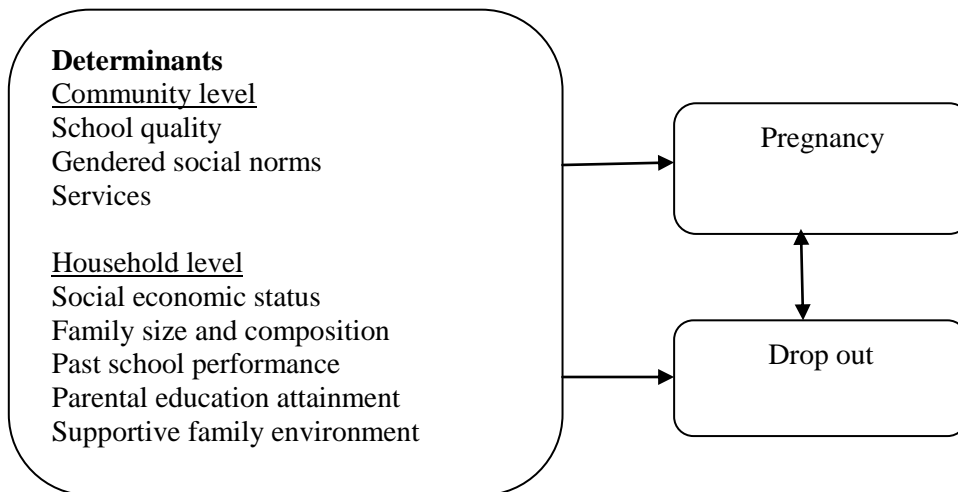 Determinants
Community level
School quality
Gendered social norms
Services
Household level
Social economic status
Family size and composition
Past school performance
Parental education attainment
Supportive family environment
Pregnancy
Drop out